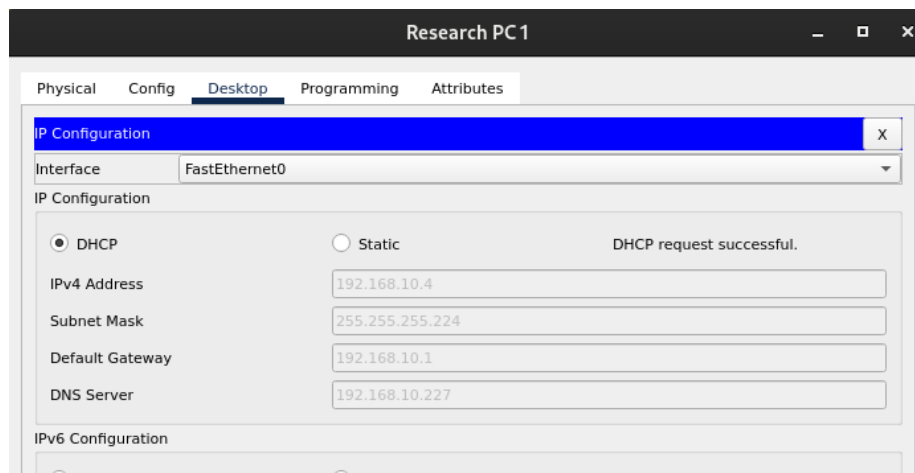 Research PC1
Physical Config Desktop Programming Attributes
IP Configuration X
Interface FastEthernet0
IP Configuration
DHCP Static DHCP request successful.
IPv4 Address 192.168.10.4
Subnet Mask 255.255.255.224
Default Gateway 192.168.10.1
DNS Server 192.168.10.227
IPv6 Configuration